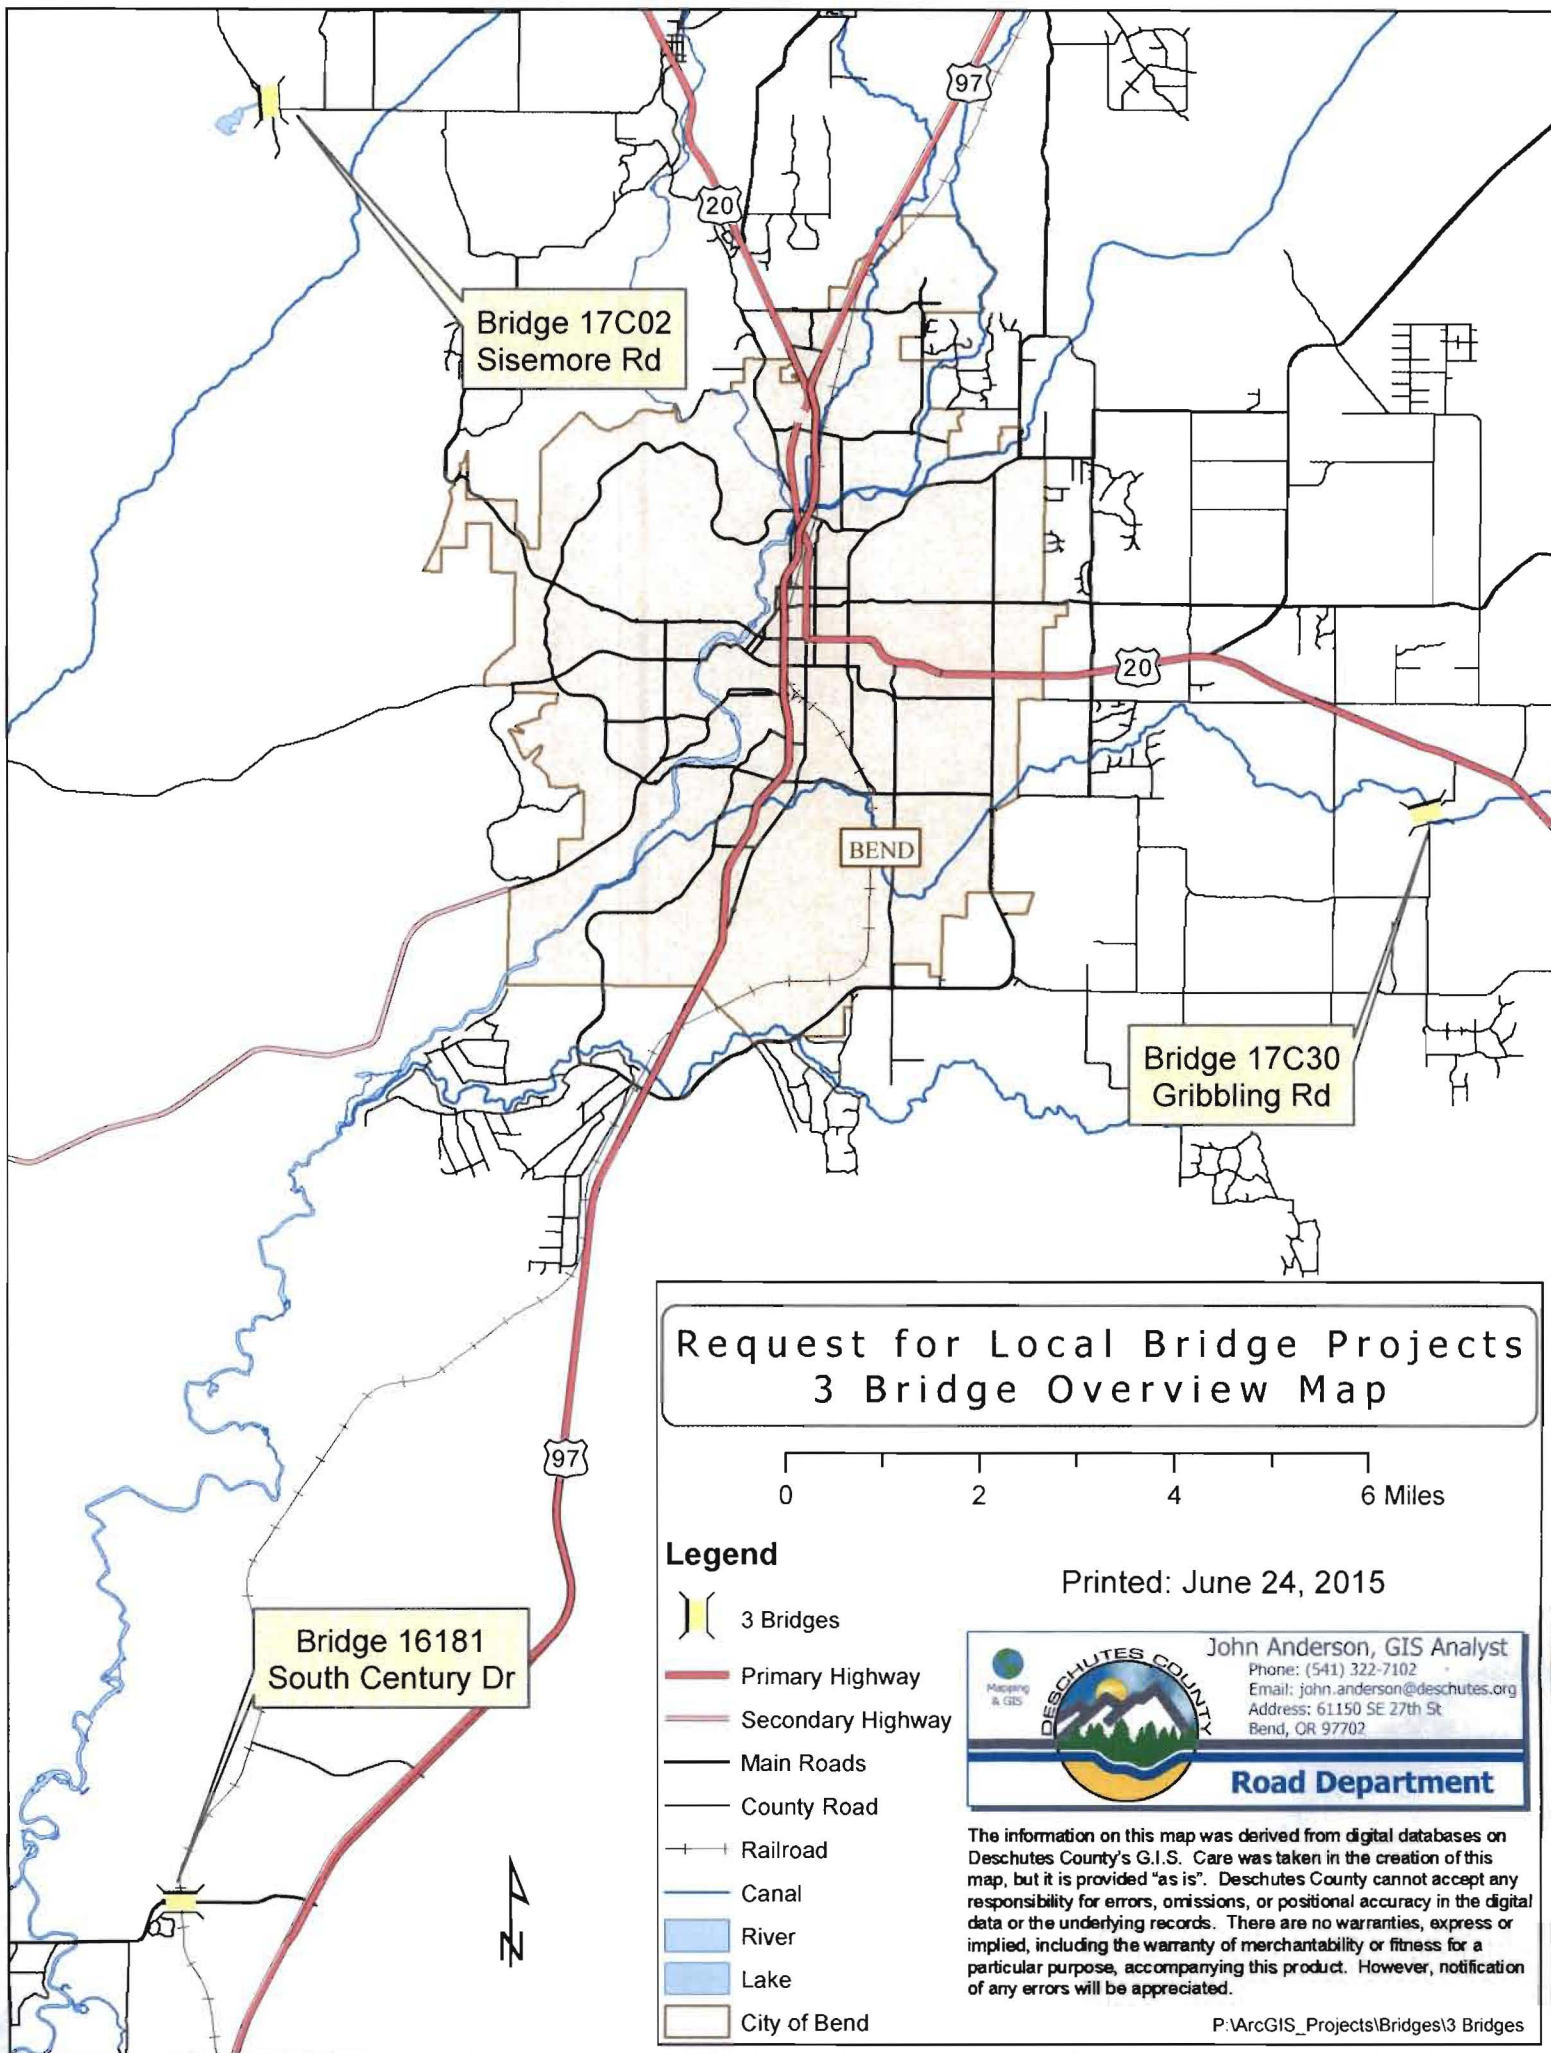 97
20
Bridge 17C02
Sisemore Rd
20
BEND
Bridge 17C30
Gribbling Rd
Request for Local Bridge Projects
3 Bridge Overview Map
0 2 4 6 Miles
97
Legend
3 Bridges
Primary Highway
Secondary Highway
Main Roads
County Road
Railroad
Canal
River
Lake
City of Bend
Printed: June 24, 2015
Mapping
& GIS
DESCHUTES COUNTY
John Anderson, GIS Analyst
Phone: (541) 322-7102
Email: john.anderson@deschutes.org
Address: 61150 SE 27th St
Bend, OR 97702
Road Department
Bridge 16181
South Century Dr
N
The information on this map was derived from digital databases on
Deschutes County's G.I.S. Care was taken in the creation of this
map, but it is provided "as is". Deschutes County cannot accept any
responsibility for errors, omissions, or positional accuracy in the digital
data or the underlying records. There are no warranties, express or
implied, including the warranty of merchantability or fitness for a
particular purpose, accompanying this product. However, notification
of any errors will be appreciated.
P:\ArcGIS_Projects\Bridges\3 Bridges